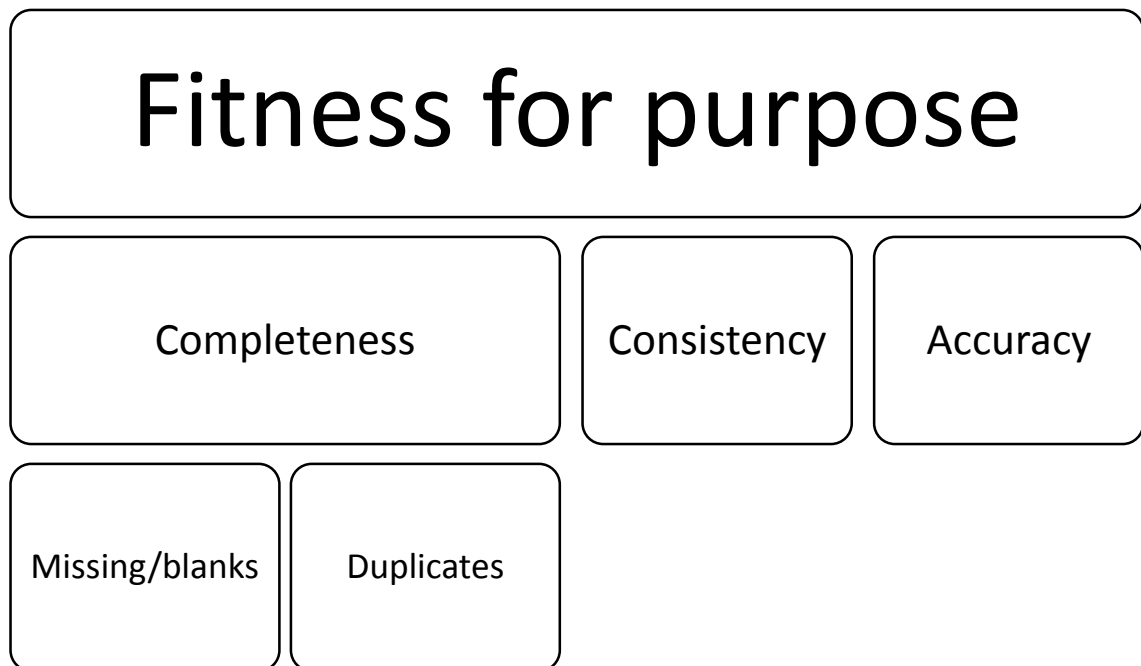 Fitness for purpose
Completeness
Consistency
Accuracy
Missing/blanks
Duplicates